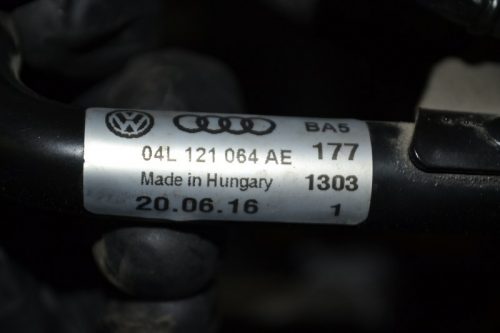 BA5
04L 121 064 AE 177
Made in Hungary 1303
20.06.16 1